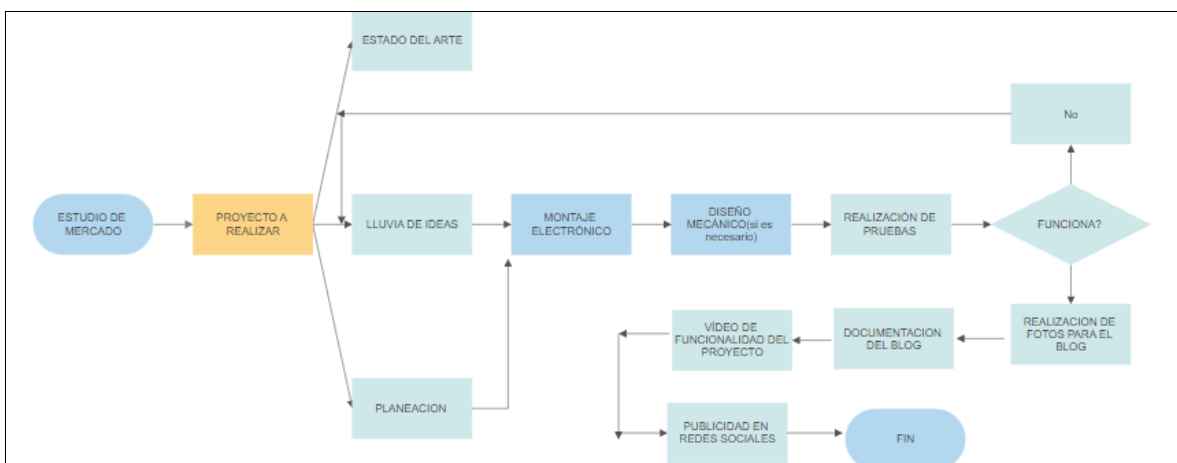 ESTADO DEL ARTE
No
ESTUDIO DE
MERCADO
PROYECTO A
REALIZAR
LLUVIA DE IDEAS
MONTAJE
ELECTRÓNICO
DISEÑO
MECÁNICO(si es
necesario)
REALIZACIÓN DE
PRUEBAS
FUNCIONA?
REALIZACION DE
FOTOS PARA EL
BLOG
DOCUMENTACION
DEL BLOG
VÍDEO DE
FUNCIONALIDAD DEL
PROYECTO
PLANEACION
PUBLICIDAD EN
REDES SOCIALES
FIN